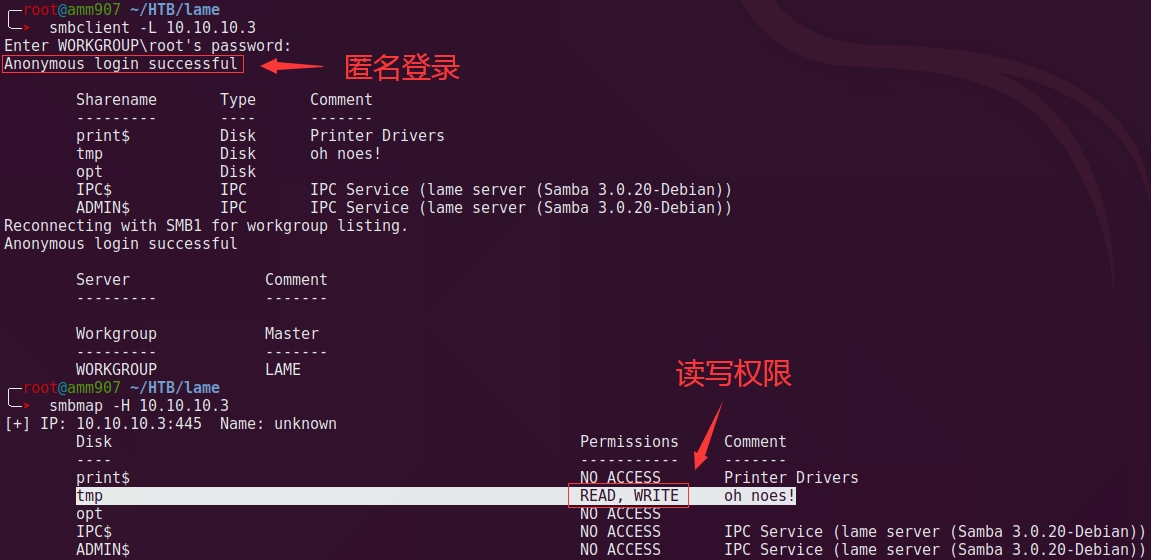 root@amm907 ~/HTB/lame
smbclient -L 10.10.10.3
Enter WORKGROUP\root's password:
Anonymous login successful
匿名登录
Sharename Type Comment
--------- ---- -------
print$ Disk Printer Drivers
tmp Disk oh noes!
opt Disk
IPC$ IPC IPC Service (lame server (Samba 3.0.20-Debian))
ADMIN$ IPC IPC Service (lame server (Samba 3.0.20-Debian))
Reconnecting with SMB1 for workgroup listing.
Anonymous login successful
Server Comment
--------- -------
Workgroup Master
--------- -------
WORKGROUP LAME
读写权限
root@amm907 ~/HTB/lame
smbmap -H 10.10.10.3
[+] IP: 10.10.10.3:445 Name: unknown
Disk Permissions Comment
---- ----------- -------
print$ NO ACCESS Printer Drivers
tmp READ, WRITE oh noes!
opt NO ACCESS
IPC$ NO ACCESS IPC Service (lame server (Samba 3.0.20-Debian))
ADMIN$ NO ACCESS IPC Service (lame server (Samba 3.0.20-Debian))